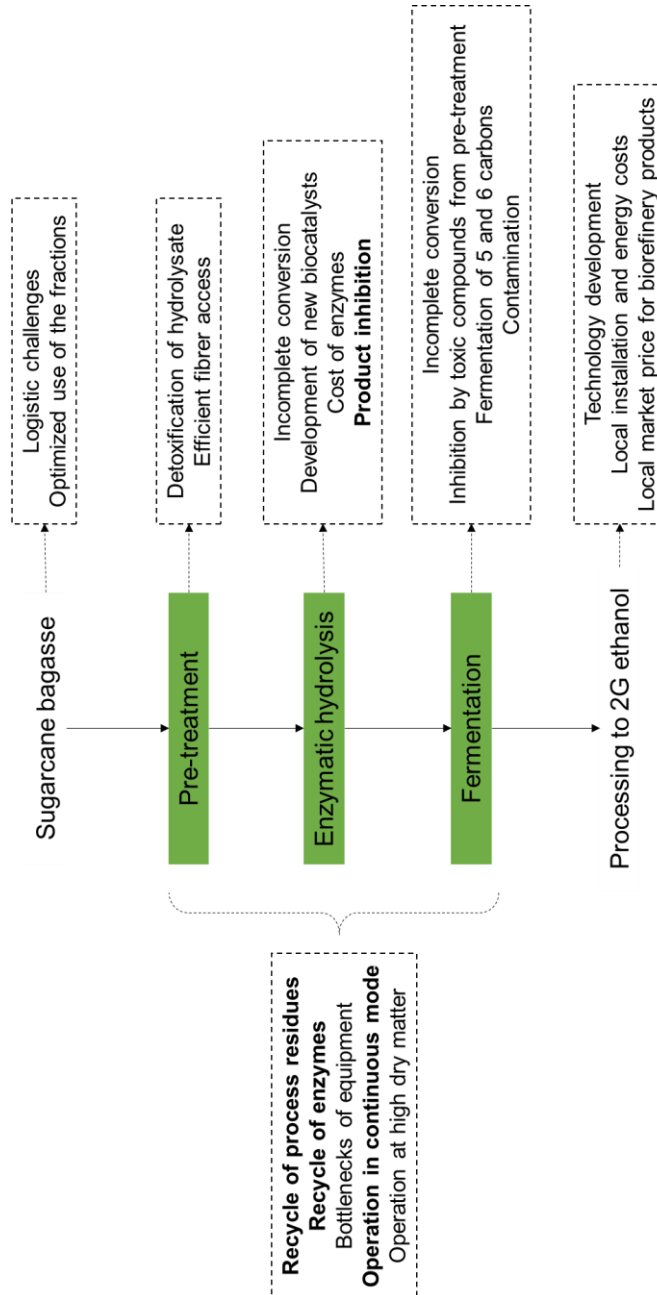 Sugarcane bagasse
Logistic challenges
Optimized use of the fractions
Pre-treatment
Detoxification of hydrolysate
Efficient fibrer access
Enzymatic hydrolysis
Incomplete conversion
Development of new biocatalysts
Cost of enzymes
Product inhibition
Fermentation
Incomplete conversion
Inhibition by toxic compounds from pre-treatment
Fermentation of 5 and 6 carbons
Contamination
Processing to 2G ethanol
Technology development
Local installation and energy costs
Local market price for biorefinery products
Recycle of process residues
Recycle of enzymes
Bottlenecks of equipment
Operation in continuous mode
Operation at high dry matter